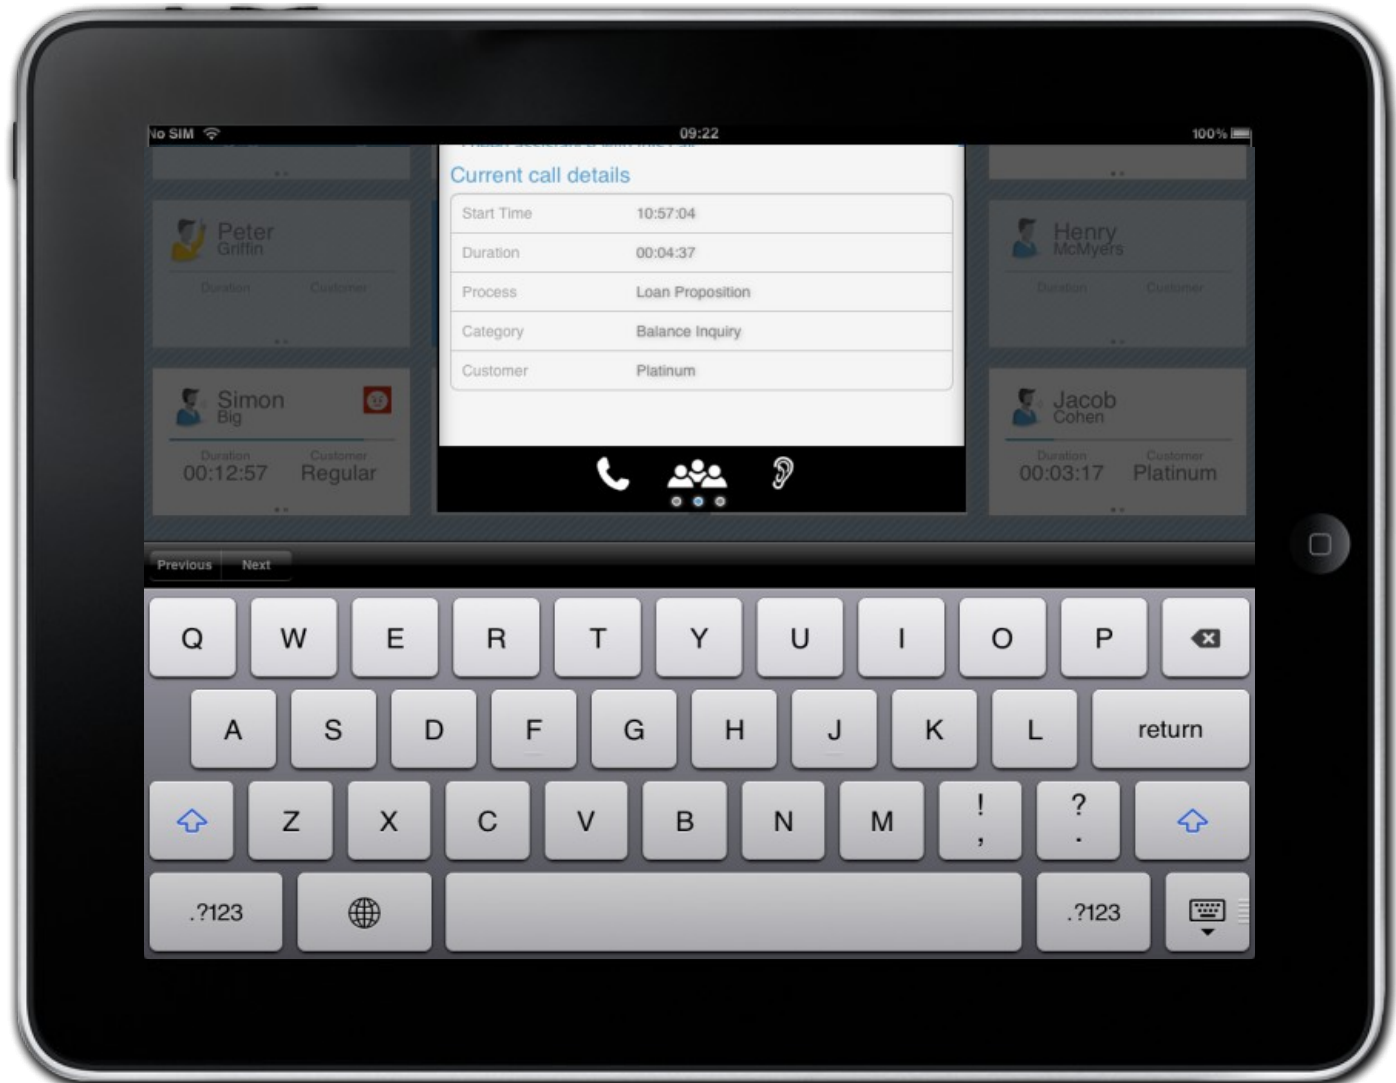 No SIM 09:22 100%
Current call details
Start Time 10:57:04
Duration 00:04:37
Process Loan Proposition
Category Balance Inquiry
Customer Platinum
Peter
Griffin
Duration Customer
Henry
McMyers
Duration Customer
Simon
Big
Duration Customer
00:12:57 Regular
Jacob
Cohen
Duration Customer
00:03:17 Platinum
Previous Next
Q W E R T Y U I O P
A S D F G H J K L return
Z X C V B N M ! , ? .
.?123 .?123